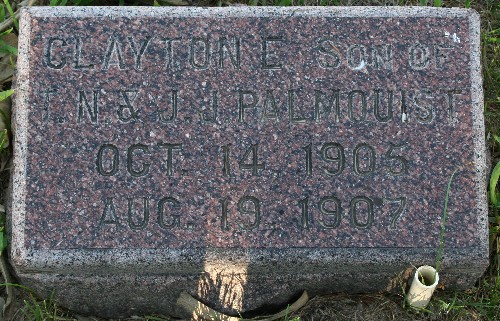 CLAYTON E. SON OF
T. N. & J. J. PALMQUIST
OCT. 14. 1905
AUG. 19. 1907